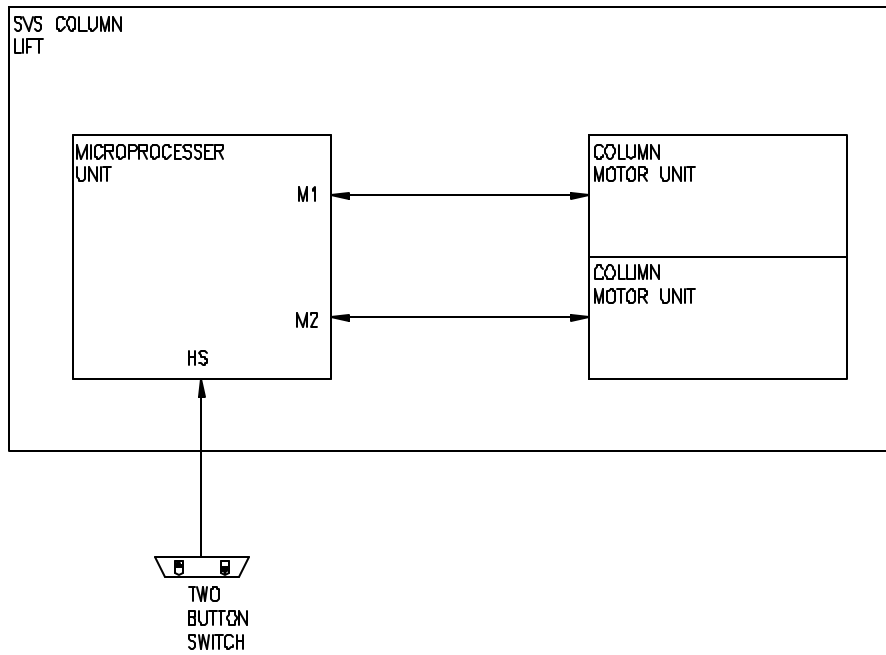 SVS COLUMN
LIFT
MICROPROCESSER
UNIT
M1
COLUMN
MOTOR UNIT
COLUMN
MOTOR UNIT
M2
HS
TWO
BUTTON
SWITCH